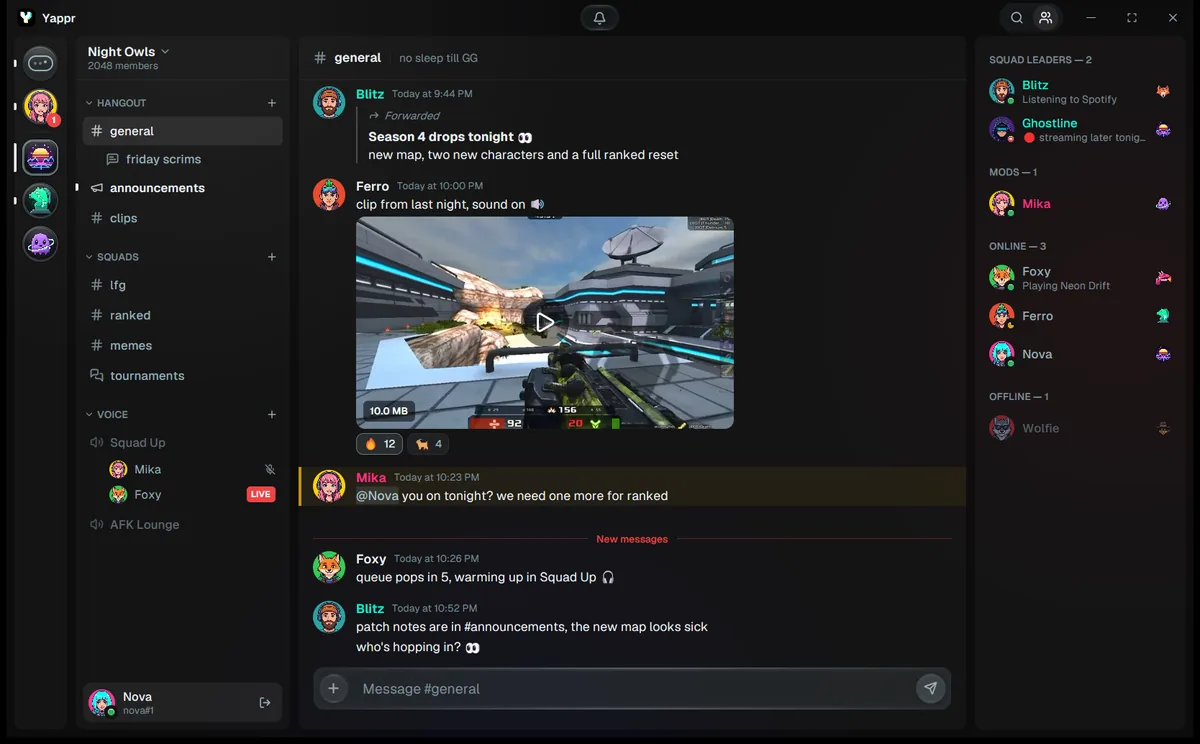 Yappr
Night Owls
2048 members
HANGOUT
general
friday scrims
announcements
clips
SQUADS
lfg
ranked
memes
tournaments
VOICE
Squad Up
Mika
Foxy
LIVE
AFK Lounge
Nova
nova#1
1
# general
no sleep till GG
Blitz Today at 9:44 PM
Forwarded
Season 4 drops tonight 👀
new map, two new characters and a full ranked reset
Ferro Today at 10:00 PM
clip from last night, sound on 🔊
10.0 MB
156
92
20
🔥 12
4
Mika Today at 10:23 PM
@Nova you on tonight? we need one more for ranked
New messages
Foxy Today at 10:26 PM
queue pops in 5, warming up in Squad Up 🎧
Blitz Today at 10:52 PM
patch notes are in #announcements, the new map looks sick
who's hopping in? 👀
Message #general
SQUAD LEADERS — 2
Blitz
Listening to Spotify
Ghostline
🔴 streaming later tonig...
MODS — 1
Mika
ONLINE — 3
Foxy
Playing Neon Drift
Ferro
Nova
OFFLINE — 1
Wolfie